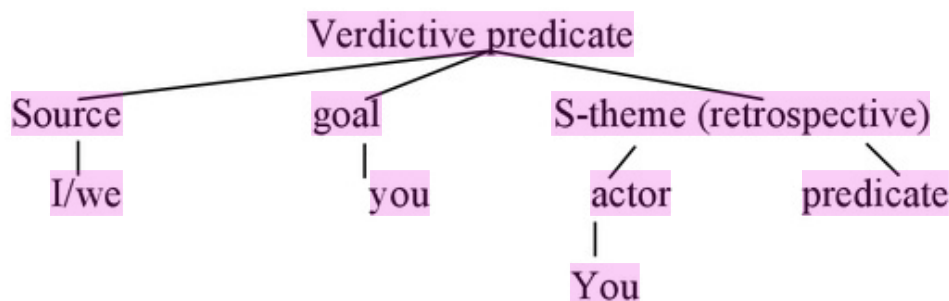 Verdictive predicate
Source goal S-theme (retrospective)
I/we you actor predicate
You